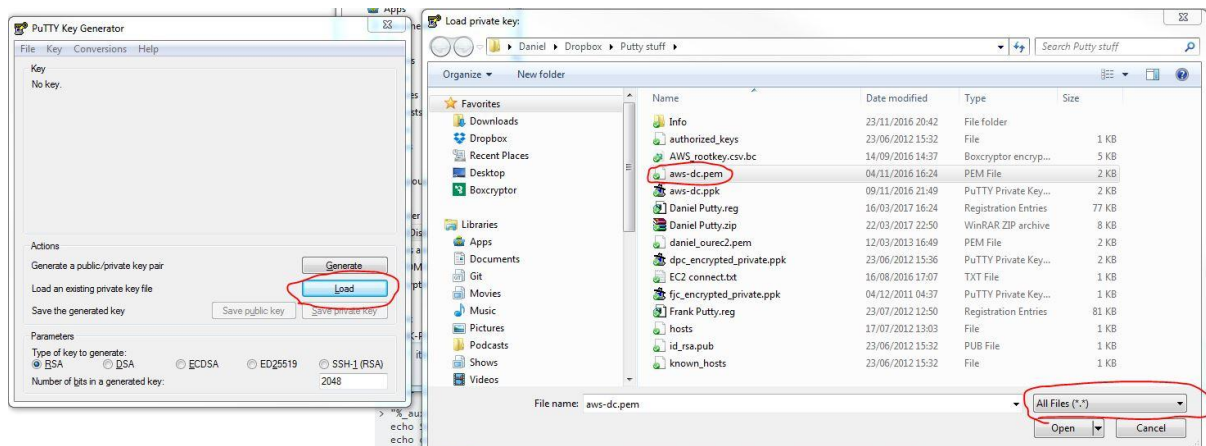 PuTTY Key Generator
File Key Conversions Help
Key
No key.
Actions
Generate a public/private key pair
Generate
Load an existing private key file
Load
Save the generated key
Save public key
Save private key
Parameters
Type of key to generate:
RSA DSA ECDSA ED25519 SSH-1 (RSA)
Number of bits in a generated key:
2048
Apps
Load private key:
Daniel Dropbox Putty stuff
Search Putty stuff
Organize New folder
Favorites
Downloads
Dropbox
Recent Places
Desktop
Boxcryptor
Libraries
Apps
Documents
Git
Movies
Music
Pictures
Podcasts
Shows
Videos
Name Date modified Type Size
Info 23/11/2016 20:42 File folder
authorized_keys 23/06/2012 15:32 File 1 KB
AWS_rootkey.csv.bc 14/09/2016 14:37 Boxcryptor encryp... 5 KB
aws-dc.pem 04/11/2016 16:24 PEM File 2 KB
aws-dc.ppk 09/11/2016 21:49 PuTTY Private Key... 2 KB
Daniel Putty.reg 16/03/2017 16:24 Registration Entries 77 KB
Daniel Putty.zip 22/03/2017 22:50 WinRAR ZIP archive 8 KB
daniel_ourec2.pem 12/03/2013 16:49 PEM File 2 KB
dpc_encrypted_private.ppk 23/06/2012 15:36 PuTTY Private Key... 2 KB
EC2 connect.txt 16/08/2016 17:07 TXT File 1 KB
fjc_encrypted_private.ppk 04/12/2011 04:37 PuTTY Private Key... 1 KB
Frank Putty.reg 23/07/2012 12:50 Registration Entries 81 KB
hosts 17/07/2012 13:03 File 1 KB
id_rsa.pub 23/06/2012 15:32 PUB File 1 KB
known_hosts 23/06/2012 15:32 File 1 KB
File name: aws-dc.pem
All Files (*.*)
Open Cancel
> "%_au
echo
echo